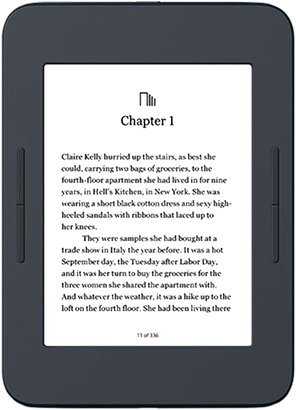 Chapter 1
Claire Kelly hurried up the stairs, as best she
could, carrying two bags of groceries, to the
fourth-floor apartment she had lived in for nine
years, in Hell's Kitchen, in New York. She was
wearing a short black cotton dress and sexy high-
heeled sandals with ribbons that laced up to
her knees.
They were samples she had bought at a
trade show in Italy the year before. It was a hot
September day, the Tuesday after Labor Day,
and it was her turn to buy the groceries for the
three women she shared the apartment with.
And whatever the weather, it was a hike up to the
loft on the fourth floor. She had been living there
11 of 336